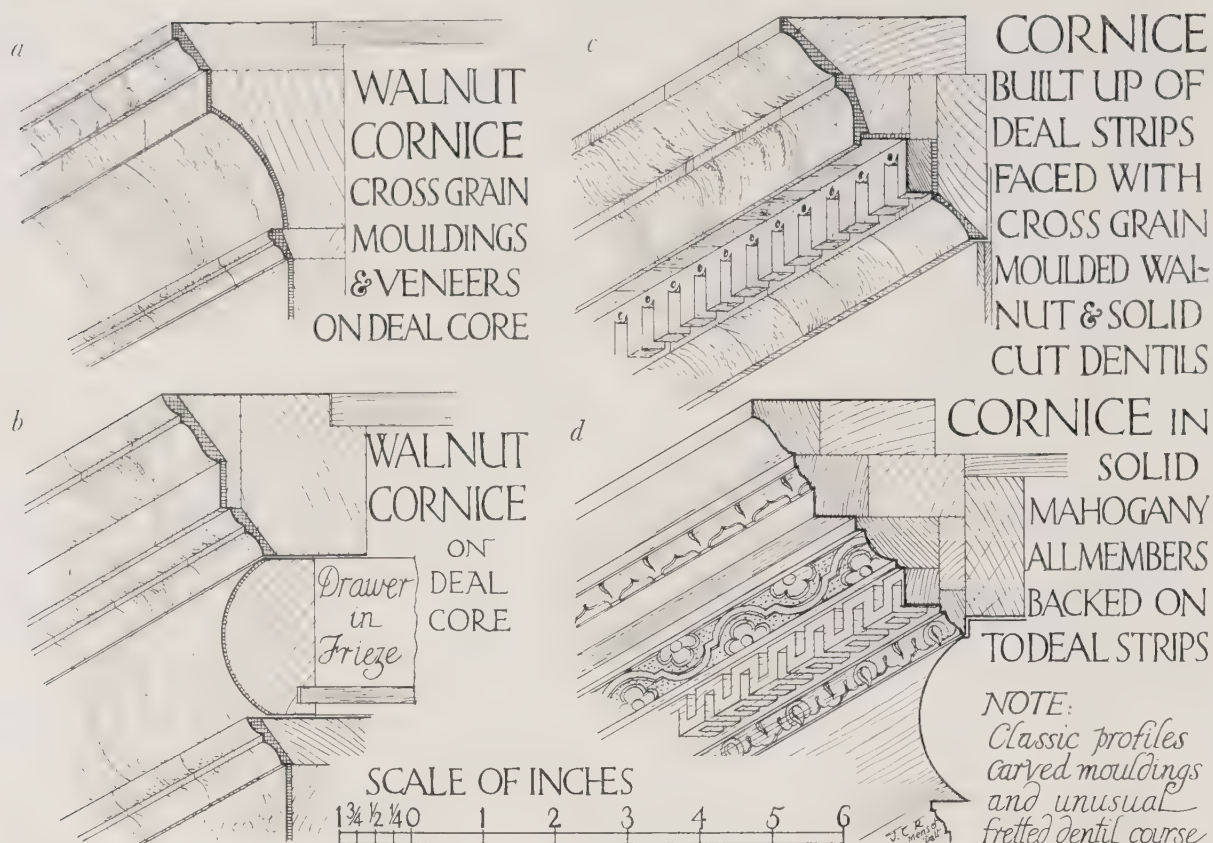 a
WALNUT
CORNICE
CROSS GRAIN
MOULDINGS
& VENEERS
ON DEAL CORE
c
CORNICE
BUILT UP OF
DEAL STRIPS
FACED WITH
CROSS GRAIN
MOULDED WAL-
NUT & SOLID
CUT DENTILS
b
WALNUT
CORNICE
ON
DEAL
CORE
Drawer
in
Frieze
d
CORNICE IN
SOLID
MAHOGANY
ALL MEMBERS
BACKED ON
TO DEAL STRIPS
NOTE:
Classic profiles
carved mouldings
and unusual
fretted dentil course
SCALE OF INCHES
1 ¾ ½ ¼ 0 1 2 3 4 5 6
J.C.R.